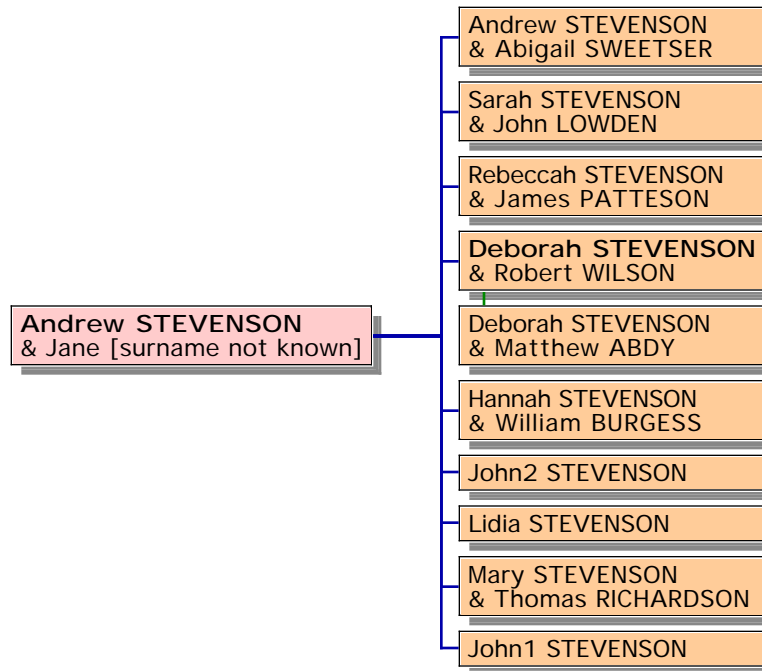 Andrew STEVENSON
& Abigail SWEETSER
Sarah STEVENSON
& John LOWDEN
Rebeccah STEVENSON
& James PATTESON
Deborah STEVENSON
& Robert WILSON
Andrew STEVENSON
& Jane [surname not known]
Deborah STEVENSON
& Matthew ABDY
Hannah STEVENSON
& William BURGESS
John2 STEVENSON
Lidia STEVENSON
Mary STEVENSON
& Thomas RICHARDSON
John1 STEVENSON